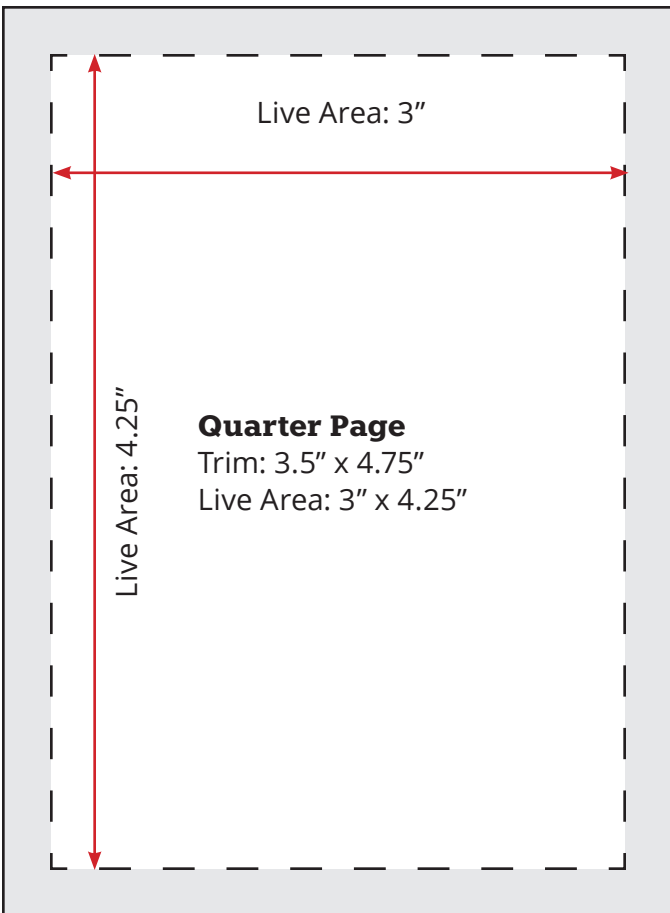 Live Area: 3”
Live Area: 4.25”
Quarter Page
Trim: 3.5” x 4.75”
Live Area: 3” x 4.25”